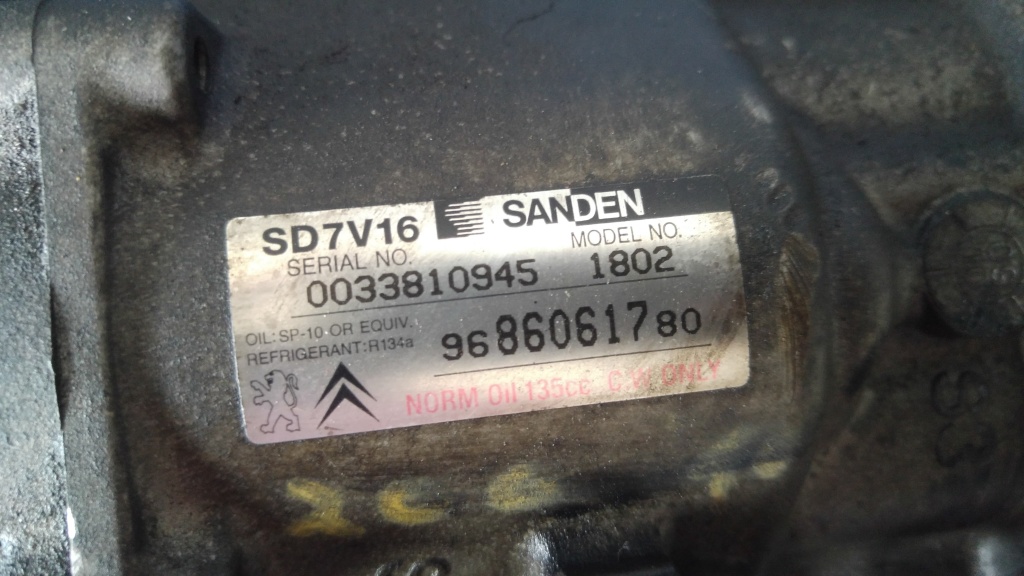 SD7V16 SANDEN
SERIAL NO. MODEL NO.
0033810945 1802
OIL: SP-10 OR EQUIV.
REFRIGERANT: R134a
9686061780
NORM OIl 135cc C.W ONLY